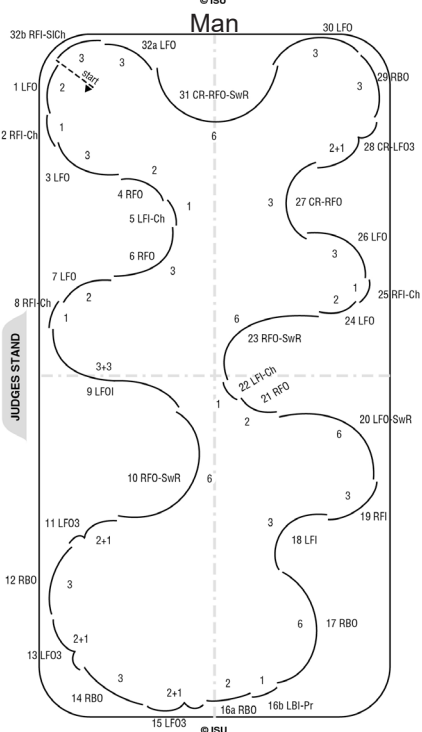 © ISU
Man
32b RFI-SlCh
32a LFO
30 LFO
3
3
3
start
1 LFO
2
29 RBO
3
31 CR-RFO-SwR
6
2 RFI-Ch
1
3
3 LFO
2
4 RFO
1
5 LFI-Ch
6 RFO
3
2+1
28 CR-LFO3
3
27 CR-RFO
26 LFO
3
7 LFO
2
8 RFI-Ch
1
1
25 RFI-Ch
2
24 LFO
6
23 RFO-SwR
JUDGES STAND
3+3
9 LFOI
22 LFI-Ch
1
21 RFO
2
20 LFO-SwR
6
10 RFO-SwR
6
3
19 RFI
11 LFO3
2+1
3
18 LFI
12 RBO
3
6
17 RBO
2+1
13 LFO3
3
14 RBO
2+1
15 LFO3
2
16a RBO
1
16b LBI-Pr
© ISU